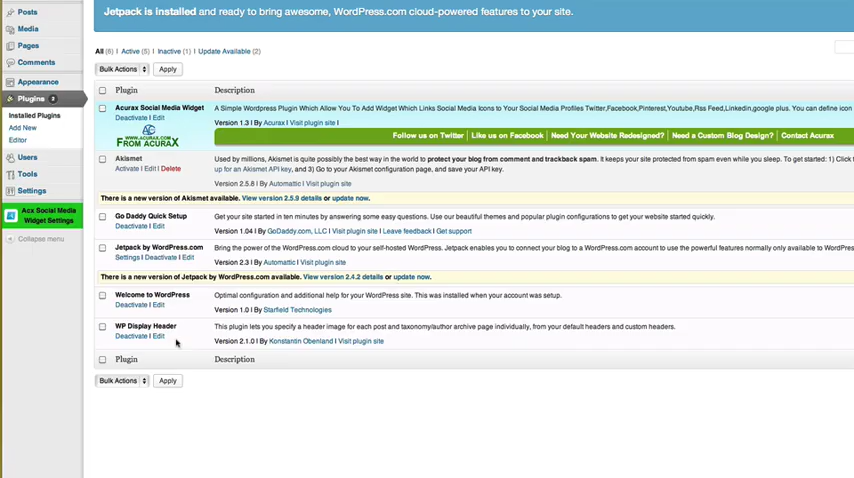 Jetpack is installed and ready to bring awesome, WordPress.com cloud-powered features to your site.
Posts
Media
Pages
Comments
Appearance
Plugins 3
Installed Plugins
Add New
Editor
Users
Tools
Settings
Acx Social Media
Widget Settings
Collapse menu
All (6) | Active (5) | Inactive (1) | Update Available (2)
Bulk Actions Apply
Plugin Description
Acurax Social Media Widget
Deactivate | Edit
WWW.ACURAX.COM
FROM ACURAX
A Simple Wordpress Plugin Which Allow You To Add Widget Which Links Social Media Icons to Your Social Media Profiles Twitter,Facebook,Pinterest,Youtube,Rss Feed,Linkedin,google plus. You can define icon
Version 1.3 | By Acurax | Visit plugin site |
Follow us on Twitter | Like us on Facebook | Need Your Website Redesigned? | Need a Custom Blog Design? | Contact Acurax
Akismet
Activate | Edit | Delete
Used by millions, Akismet is quite possibly the best way in the world to protect your blog from comment and trackback spam. It keeps your site protected from spam even while you sleep. To get started: 1) Click
up for an Akismet API key, and 3) Go to your Akismet configuration page, and save your API key.
Version 2.5.8 | By Automattic | Visit plugin site
There is a new version of Akismet available. View version 2.5.9 details or update now.
Go Daddy Quick Setup
Deactivate | Edit
Get your site started in ten minutes by answering some easy questions. Use our beautiful themes and popular plugin configurations to get your website started quickly.
Version 1.04 | By GoDaddy.com, LLC | Visit plugin site | Leave feedback | Get support
Jetpack by WordPress.com
Settings | Deactivate | Edit
Bring the power of the WordPress.com cloud to your self-hosted WordPress. Jetpack enables you to connect your blog to a WordPress.com account to use the powerful features normally only available to WordPres
Version 2.3 | By Automattic | Visit plugin site
There is a new version of Jetpack by WordPress.com available. View version 2.4.2 details or update now.
Welcome to WordPress
Deactivate | Edit
Optimal configuration and additional help for your WordPress site. This was installed when your account was setup.
Version 1.0 | By Starfield Technologies
WP Display Header
Deactivate | Edit
This plugin lets you specify a header image for each post and taxonomy/author archive page individually, from your default headers and custom headers.
Version 2.1.0 | By Konstantin Obenland | Visit plugin site
Plugin Description
Bulk Actions Apply